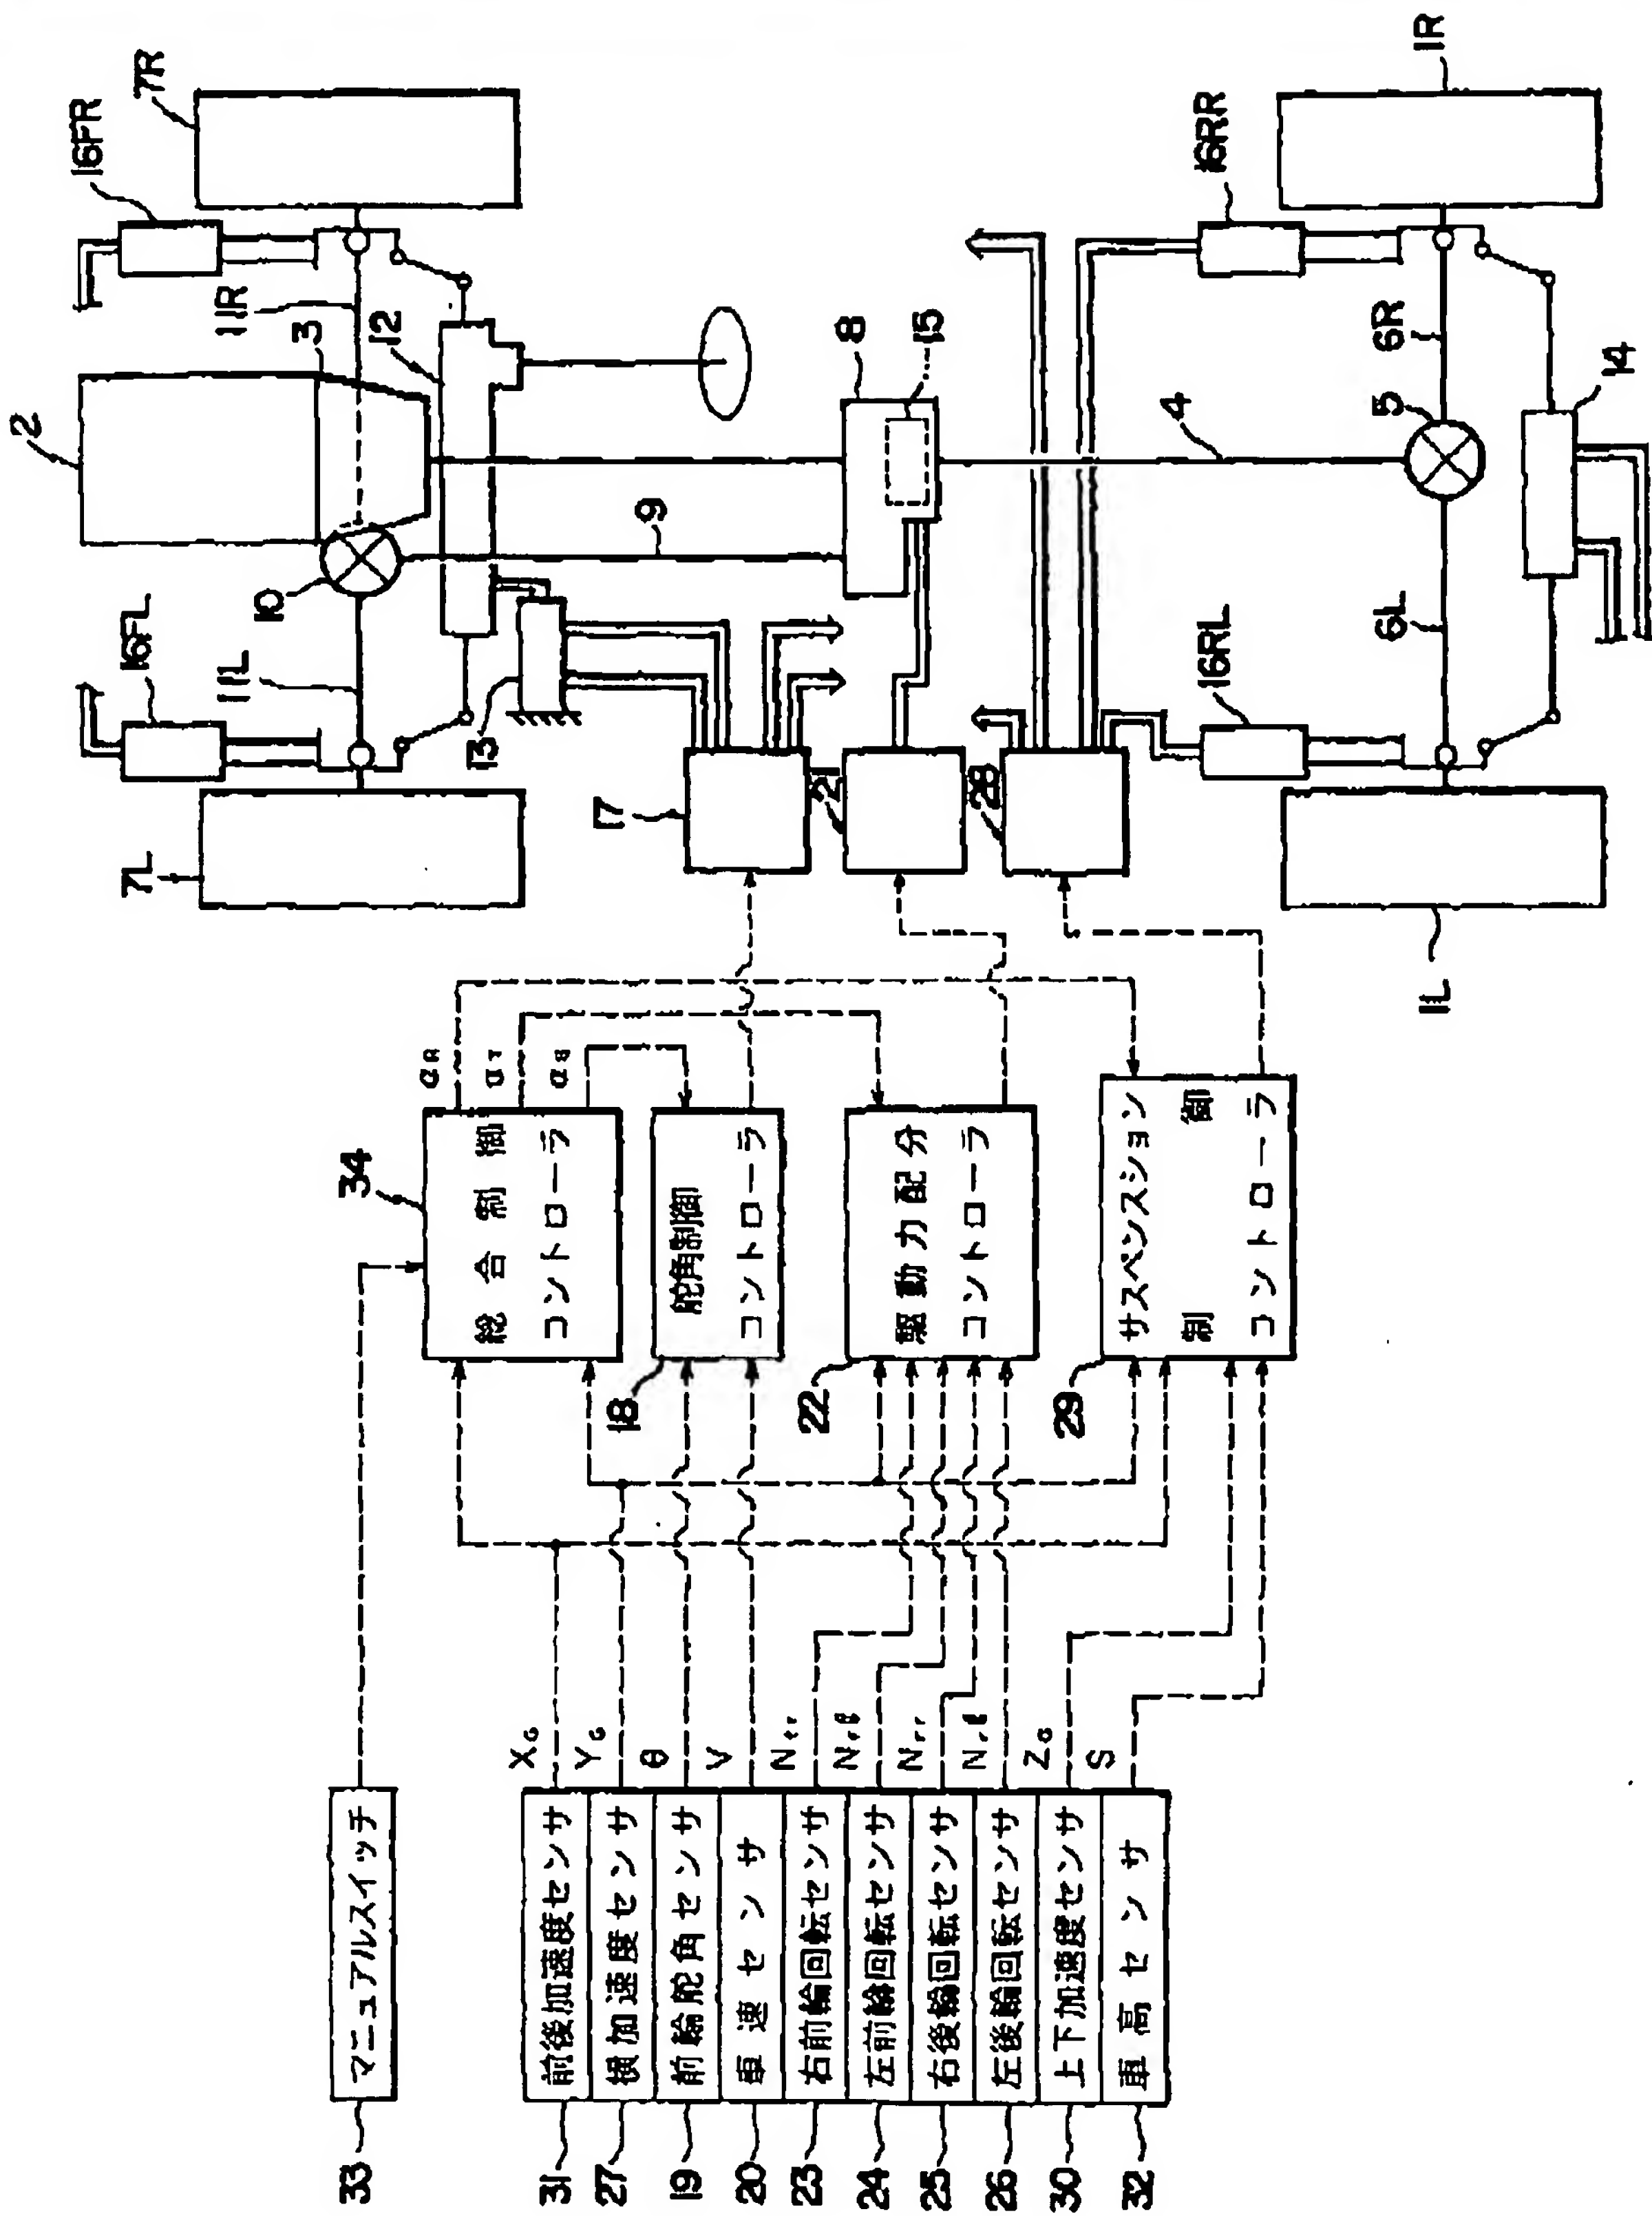 2
7R
16FR
11R
3
12
10
16FL
11L
7L
13
9
8
15
17
21
28
4
16RR
1R
6R
5
14
6L
16RL
1L
34
総合制御
コントローラ
18
舵角制御
コントローラ
22
駆動力配分
コントローラ
29
サスペンスション
制御
コントローラ
33
マニュアルスイッチ
31 前後加速度センサ X_G
27 横加速度センサ Y_G
19 前輪舵角センサ θ
20 車速センサ V
23 右前輪回転センサ
24 左前輪回転センサ
25 右後輪回転センサ Nrr
26 左後輪回転センサ Nrℓ
30 上下加速度センサ Z_G
32 車高センサ S